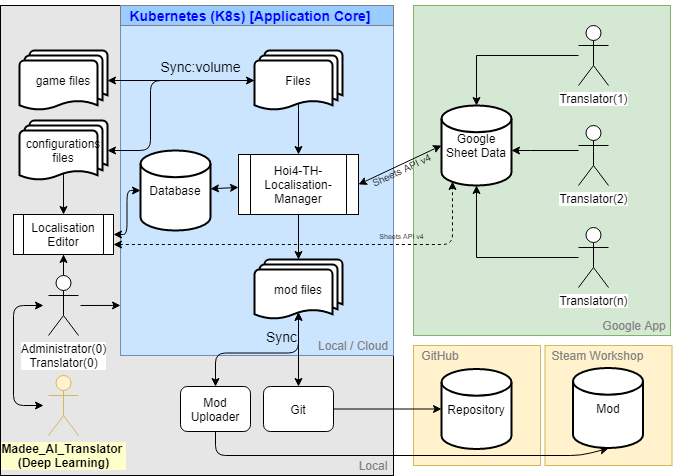 Kubernetes (K8s) [Application Core]
game files
Sync:volume
Files
configurations
files
Google
Sheet Data
Translator(1)
Translator(2)
Translator(n)
Google App
Hoi4-TH-
Localisation-
Manager
Sheets API v4
Database
Localisation
Editor
Sheets API v4
mod files
Administrator(0)
Translator(0)
Sync
Local / Cloud
Madee_AI_Translator
(Deep Learning)
Mod
Uploader
Git
Local
GitHub
Repository
Steam Workshop
Mod